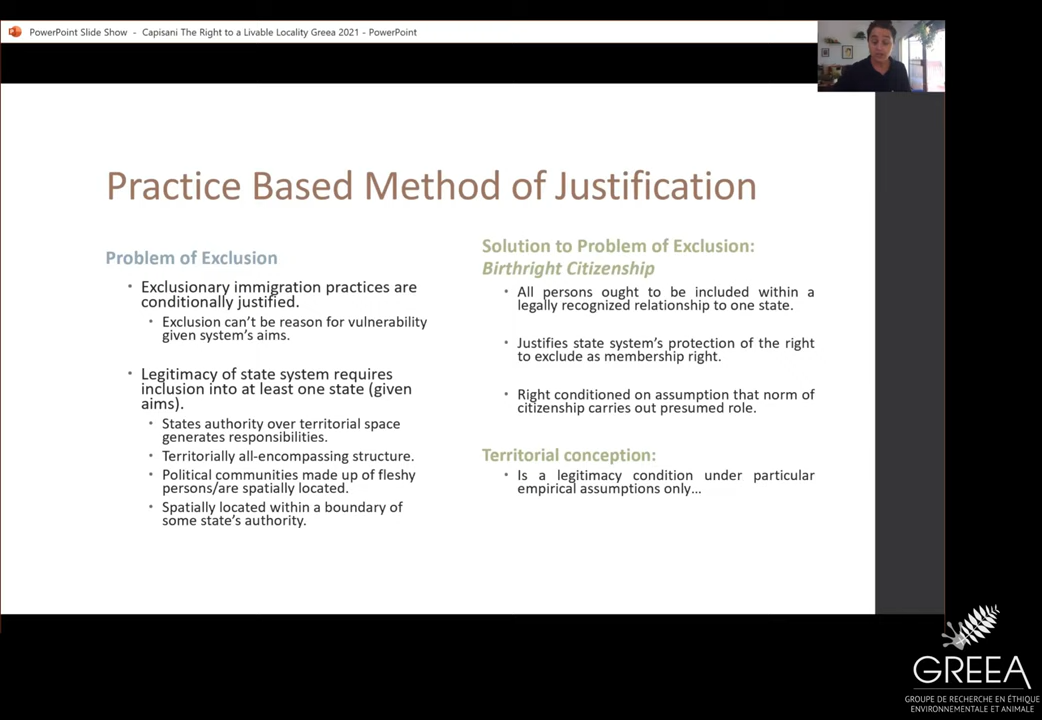 PowerPoint Slide Show - Capisani The Right to a Livable Locality Greea 2021 - PowerPoint
Practice Based Method of Justification
Problem of Exclusion
• Exclusionary immigration practices are
conditionally justified.
• Exclusion can't be reason for vulnerability
given system's aims.
• Legitimacy of state system requires
inclusion into at least one state (given
aims).
• States authority over territorial space
generates responsibilities.
• Territorially all-encompassing structure.
• Political communities made up of fleshy
persons/are spatially located.
• Spatially located within a boundary of
some state's authority.
Solution to Problem of Exclusion:
Birthright Citizenship
• All persons ought to be included within a
legally recognized relationship to one state.
• Justifies state system's protection of the right
to exclude as membership right.
• Right conditioned on assumption that norm of
citizenship carries out presumed role.
Territorial conception:
• Is a legitimacy condition under particular
empirical assumptions only...
GREEA
GROUPE DE RECHERCHE EN ÉTHIQUE
ENVIRONNEMENTALE ET ANIMALE